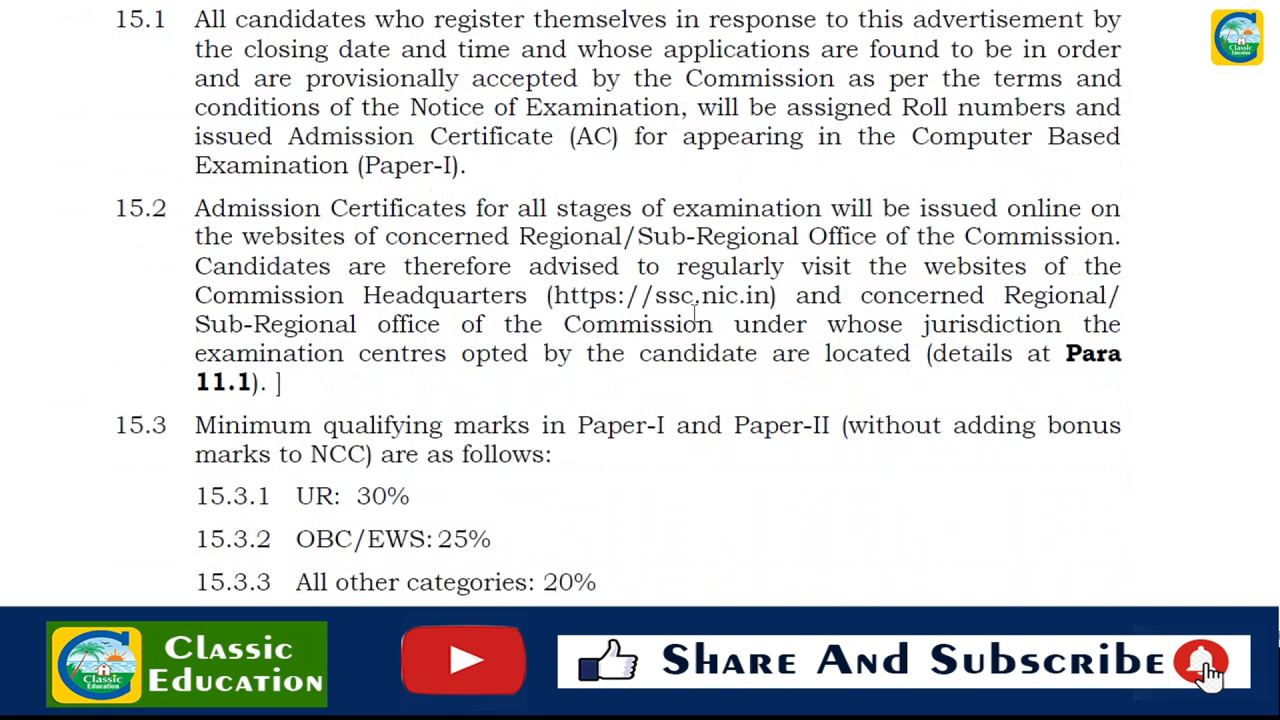 15.1 All candidates who register themselves in response to this advertisement by
the closing date and time and whose applications are found to be in order
and are provisionally accepted by the Commission as per the terms and
conditions of the Notice of Examination, will be assigned Roll numbers and
issued Admission Certificate (AC) for appearing in the Computer Based
Examination (Paper-I).
15.2 Admission Certificates for all stages of examination will be issued online on
the websites of concerned Regional/Sub-Regional Office of the Commission.
Candidates are therefore advised to regularly visit the websites of the
Commission Headquarters (https://ssc.nic.in) and concerned Regional/
Sub-Regional office of the Commission under whose jurisdiction the
examination centres opted by the candidate are located (details at Para
11.1). ]
15.3 Minimum qualifying marks in Paper-I and Paper-II (without adding bonus
marks to NCC) are as follows:
15.3.1 UR: 30%
15.3.2 OBC/EWS: 25%
15.3.3 All other categories: 20%
Classic
Education
Classic
Education
Classic
Education
Share And Subscribe